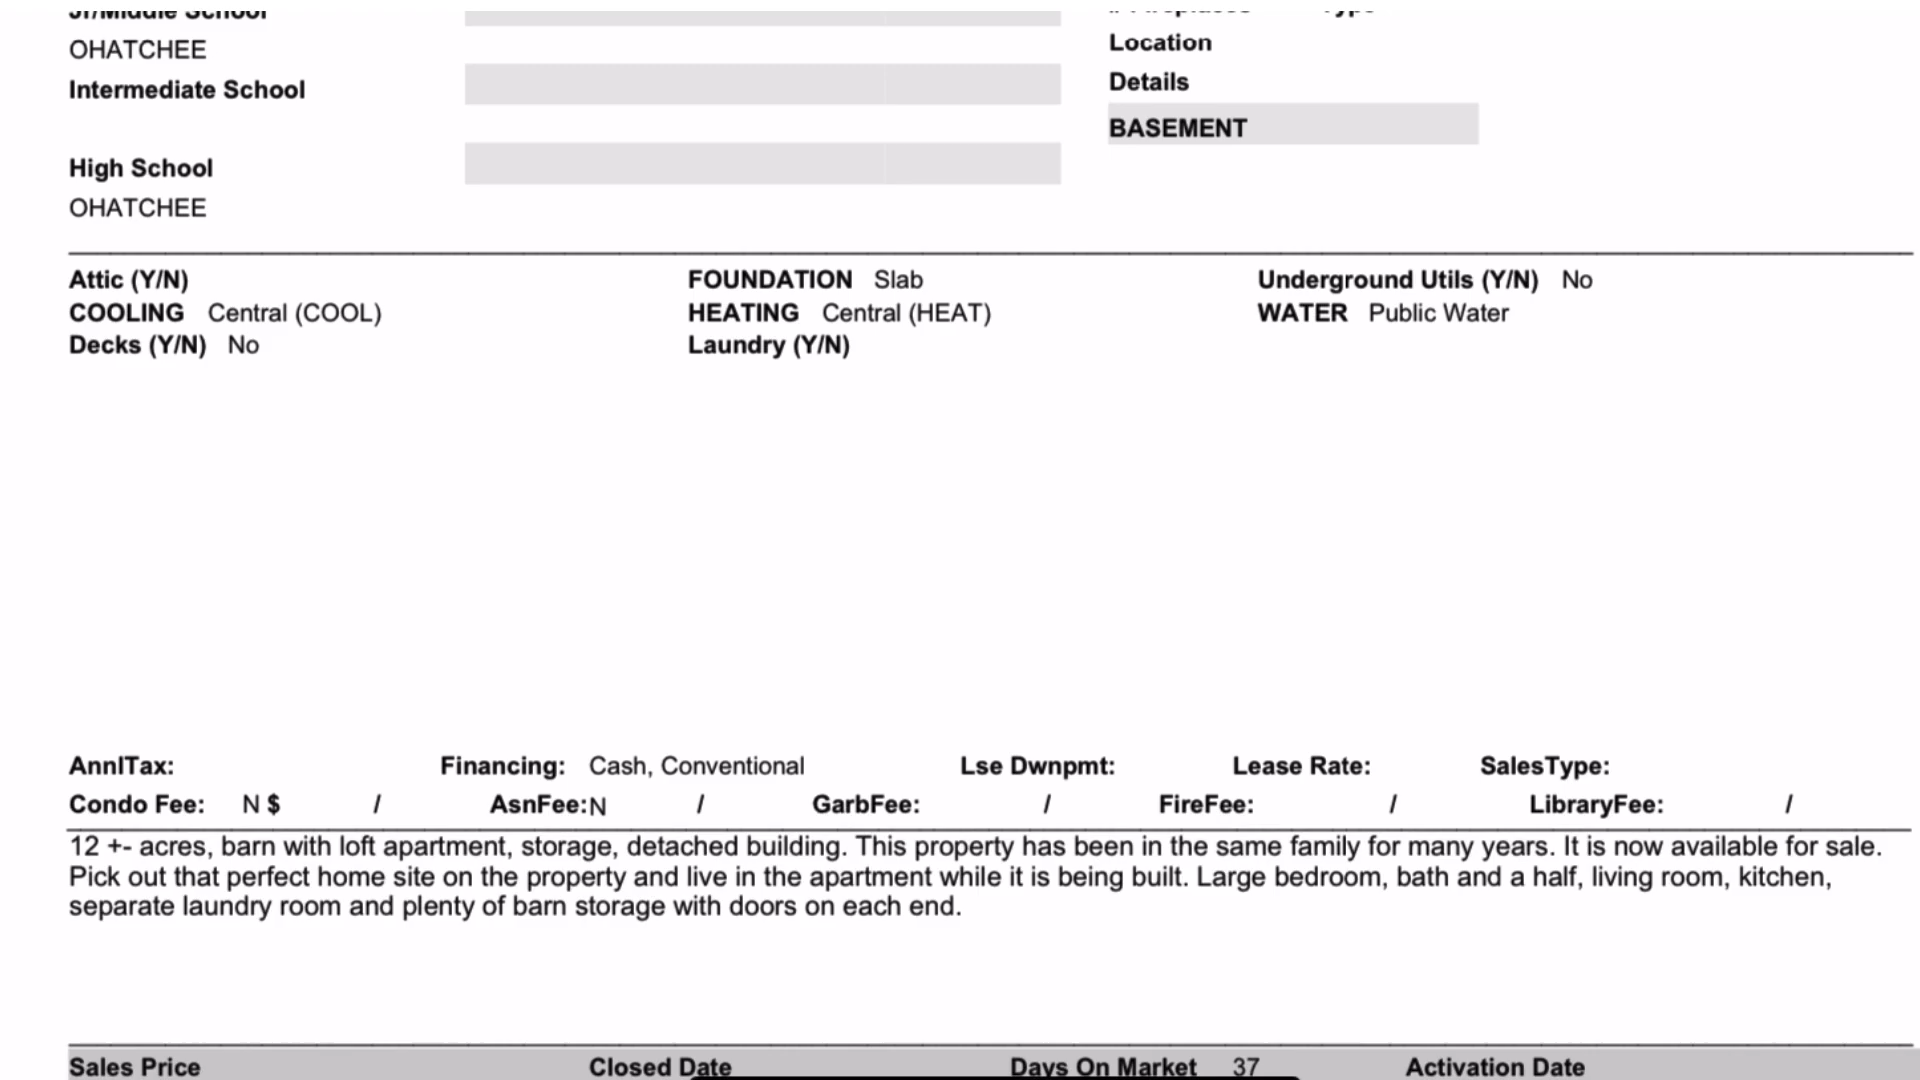 Jr/Middle School
OHATCHEE
Intermediate School
High School
OHATCHEE
Type
Location
Details
BASEMENT
Attic (Y/N) FOUNDATION Slab Underground Utils (Y/N) No
COOLING Central (COOL) HEATING Central (HEAT) WATER Public Water
Decks (Y/N) No Laundry (Y/N)
AnnlTax: Financing: Cash, Conventional Lse Dwnpmt: Lease Rate: SalesType:
Condo Fee: N $ / AsnFee:N / GarbFee: / FireFee: / LibraryFee: /
12 +- acres, barn with loft apartment, storage, detached building. This property has been in the same family for many years. It is now available for sale.
Pick out that perfect home site on the property and live in the apartment while it is being built. Large bedroom, bath and a half, living room, kitchen,
separate laundry room and plenty of barn storage with doors on each end.
Sales Price Closed Date Days On Market 37 Activation Date